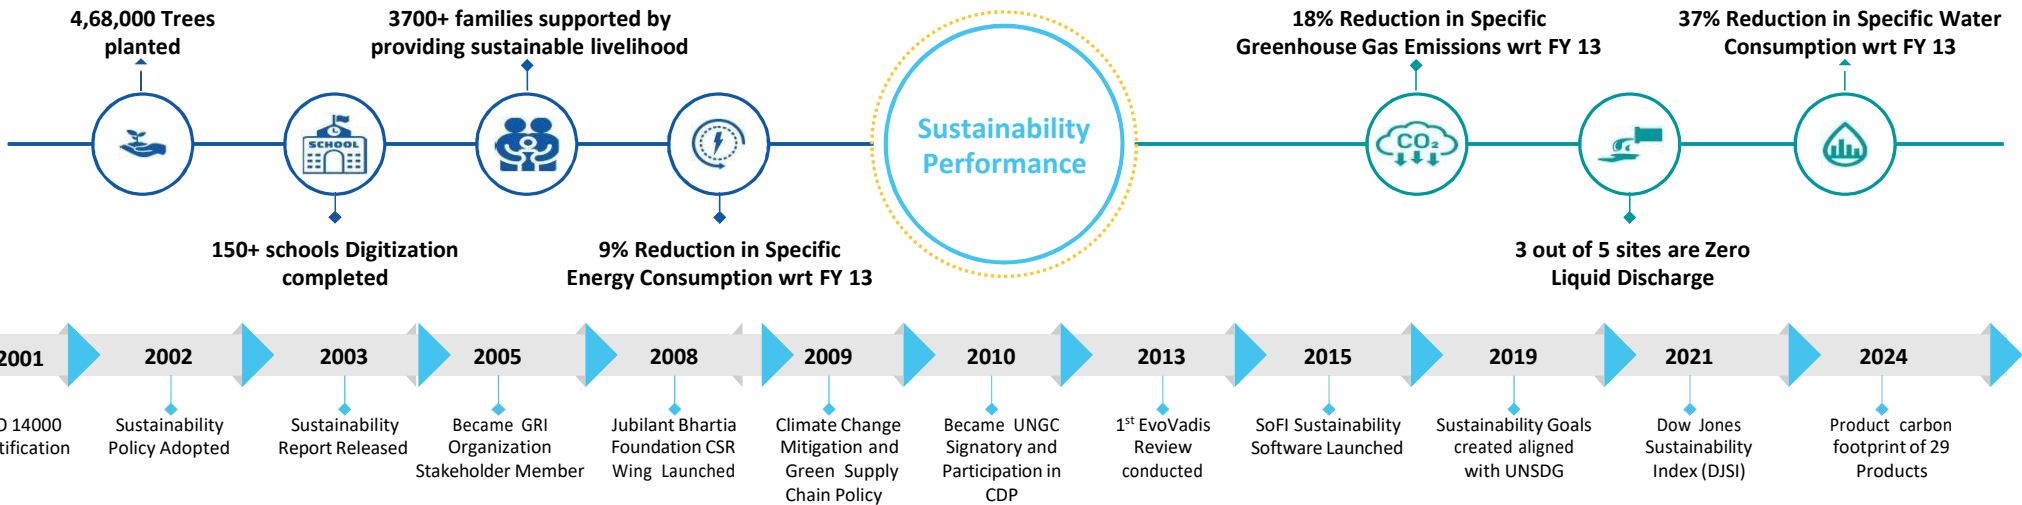 4,68,000 Trees
planted
3700+ families supported by
providing sustainable livelihood
18% Reduction in Specific
Greenhouse Gas Emissions wrt FY 13
37% Reduction in Specific Water
Consumption wrt FY 13
SCHOOL
Sustainability
Performance
CO₂
150+ schools Digitization
completed
9% Reduction in Specific
Energy Consumption wrt FY 13
3 out of 5 sites are Zero
Liquid Discharge
2001
O 14000
tification
2002
Sustainability
Policy Adopted
2003
Sustainability
Report Released
2005
Became GRI
Organization
Stakeholder Member
2008
Jubilant Bhartia
Foundation CSR
Wing Launched
2009
Climate Change
Mitigation and
Green Supply
Chain Policy
2010
Became UNGC
Signatory and
Participation in
CDP
2013
1st EvoVadis
Review
conducted
2015
SoFI Sustainability
Software Launched
2019
Sustainability Goals
created aligned
with UNSDG
2021
Dow Jones
Sustainability
Index (DJSI)
2024
Product carbon
footprint of 29
Products